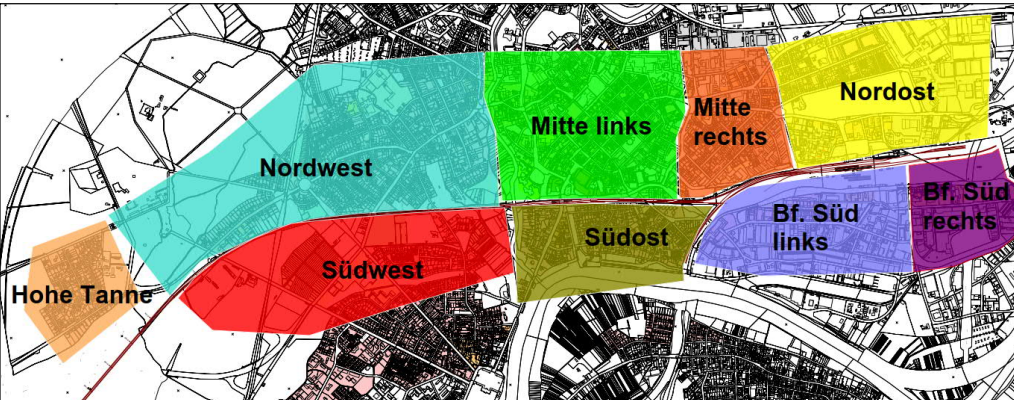 Nordost
Mitte links
Mitte
rechts
Nordwest
Bf. Süd
links
Bf. Süd
rechts
Südost
Südwest
Hohe Tanne